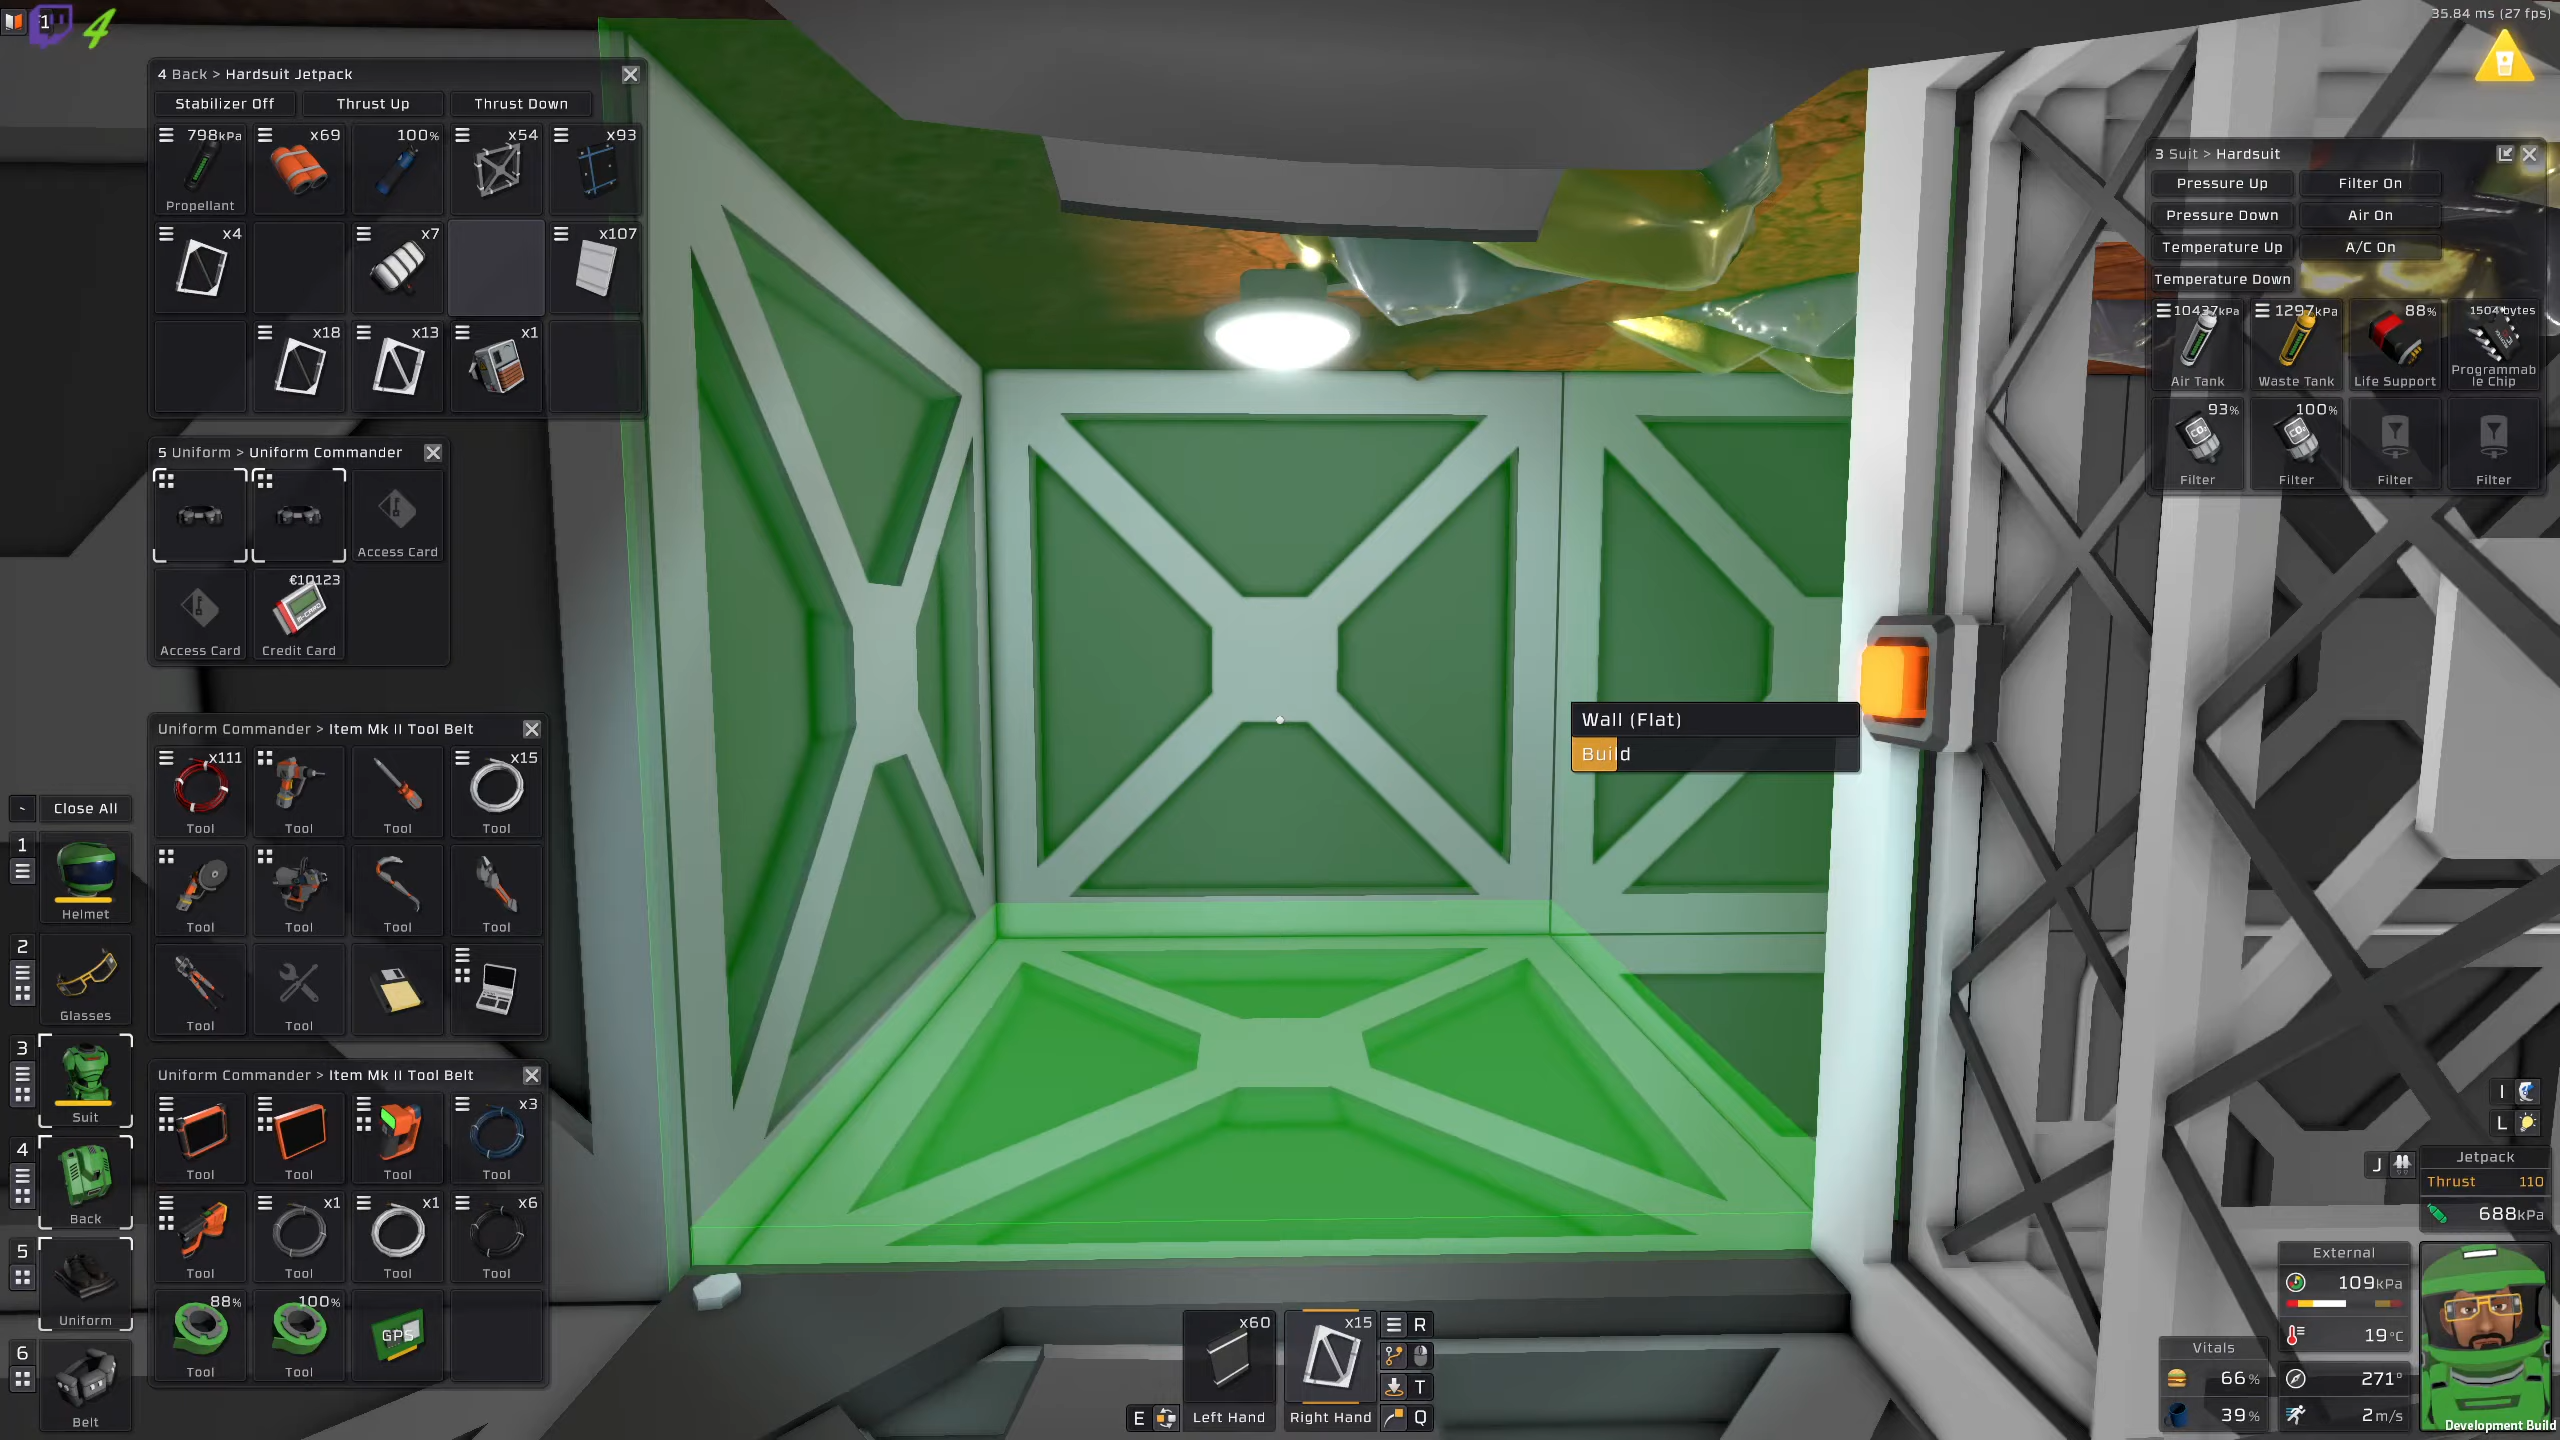 1
35.84 ms (27 fps)
4 Back > Hardsuit Jetpack
Stabilizer Off
Thrust Up
Thrust Down
798kPa
x69
100%
x54
x93
Propellant
x4
x7
x107
x18
x13
x1
5 Uniform > Uniform Commander
Access Card
€10123
Access Card
Credit Card
Uniform Commander > Item Mk II Tool Belt
x111
x15
Tool
Tool
Tool
Tool
Tool
Tool
Tool
Tool
Tool
Tool
Uniform Commander > Item Mk II Tool Belt
x3
Tool
Tool
Tool
Tool
x1
x1
x6
Tool
Tool
Tool
Tool
88%
100%
GPS
Tool
Tool
Tool
~
Close All
1
Helmet
2
Glasses
3
Suit
4
Back
5
Uniform
6
Belt
Wall (Flat)
Build
3 Suit > Hardsuit
Pressure Up
Filter On
Pressure Down
Air On
Temperature Up
A/C On
Temperature Down
10437kPa
1297kPa
88%
1504 bytes
Air Tank
Waste Tank
Life Support
Programmab
le Chip
93%
100%
CO₂
CO₂
Filter
Filter
Filter
Filter
x60
x15
R
T
E
Left Hand
Right Hand
Q
I
L
J
Jetpack
Thrust 110
688kPa
External
109kPa
19°C
Vitals
66%
271°
39%
2m/s
Development Build